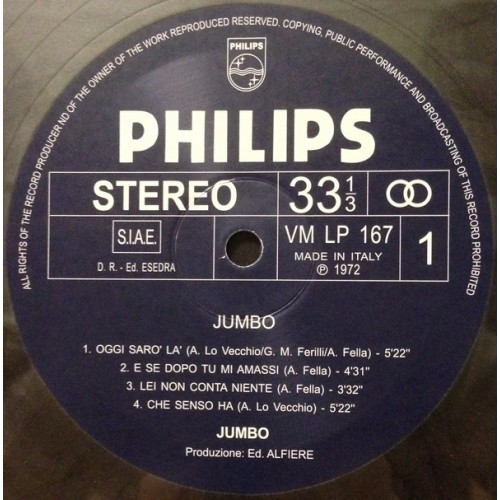 ALL RIGHTS OF THE RECORD PRODUCER NO OF THE OWNER OF THE WORK REPRODUCED RESERVED. COPYING, PUBLIC PERFORMANCE AND BROADCASTING OF THIS RECORD PROHIBITED.
PHILIPS
PHILIPS
STEREO
33 1/3
S.I.A.E.
D. R. - Ed. ESEDRA
VM LP 167
MADE IN ITALY
℗ 1972
1
JUMBO
1. OGGI SARO' LA' (A. Lo Vecchio/G. M. Ferilli/A. Fella) - 5'22"
2. E SE DOPO TU MI AMASSI (A. Fella) - 4'31"
3. LEI NON CONTA NIENTE (A. Fella) - 3'32"
4. CHE SENSO HA (A. Lo Vecchio) - 5'22"
JUMBO
Produzione: Ed. ALFIERE